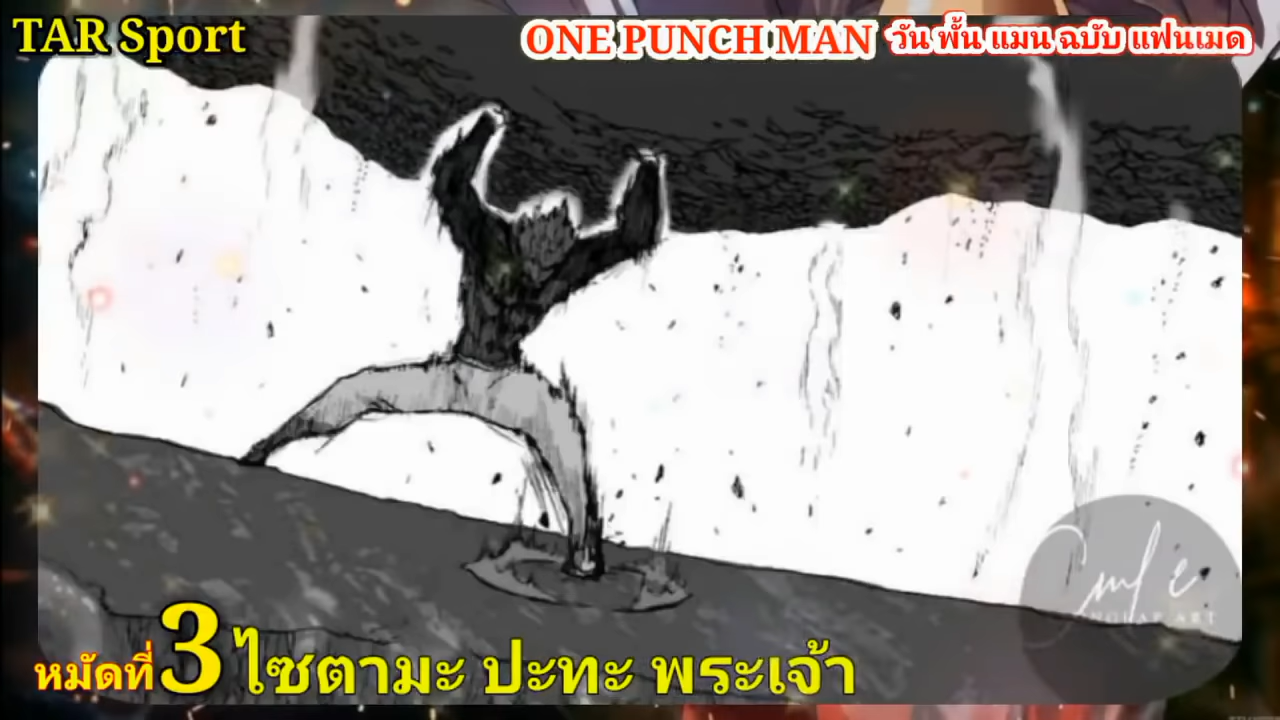 TAR Sport
ONE PUNCH MAN วัน พั้น แมน ฉบับ แฟนเมด
หมัดที่ 3 ไซตามะ ปะทะ พระเจ้า